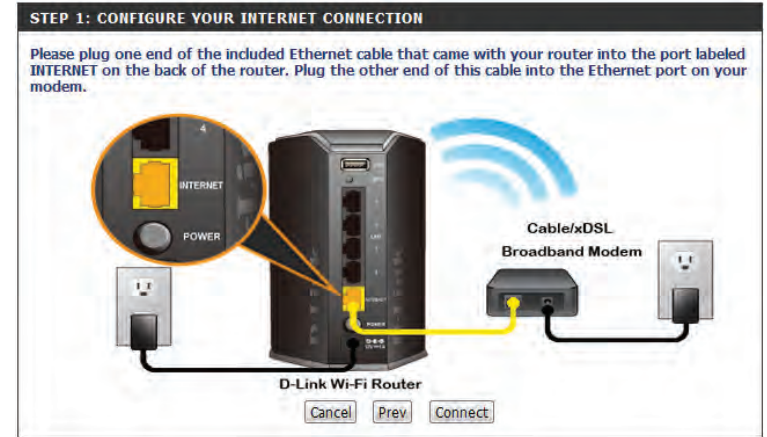 STEP 1: CONFIGURE YOUR INTERNET CONNECTION
Please plug one end of the included Ethernet cable that came with your router into the port labeled
INTERNET on the back of the router. Plug the other end of this cable into the Ethernet port on your
modem.
4
INTERNET
POWER
Cable/xDSL
Broadband Modem
LAN
INTERNET
POWER
D-Link Wi-Fi Router
Cancel
Prev
Connect